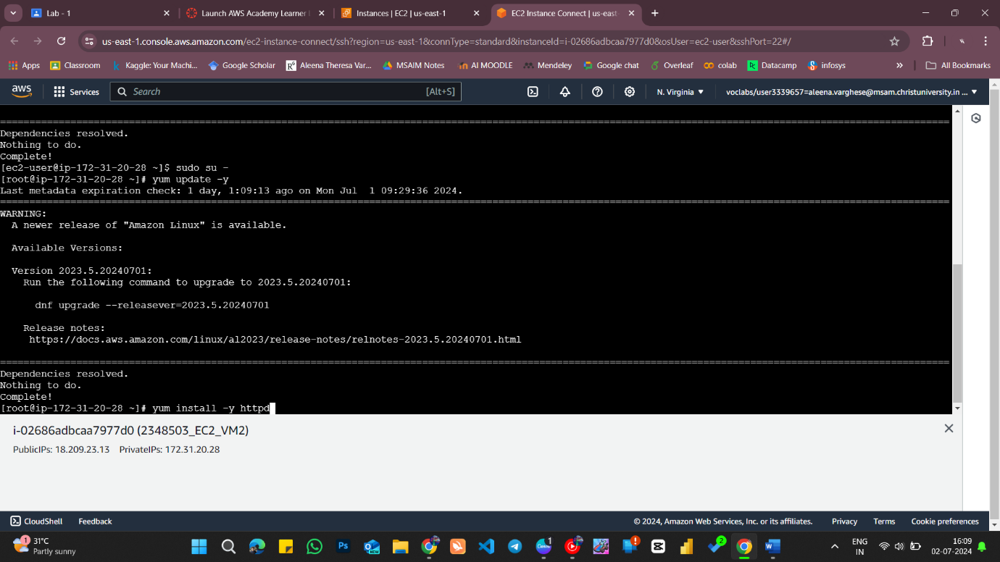 Lab - 1
Launch AWS Academy Learner
Instances | EC2 | us-east-1
EC2 Instance Connect | us-east-
us-east-1.console.aws.amazon.com/ec2-instance-connect/ssh?region=us-east-1&connType=standard&instanceId=i-02686adbcaa7977d0&osUser=ec2-user&sshPort=22#/
Apps
Classroom
Kaggle: Your Machi...
Google Scholar
Aleena Theresa Var...
MSAIM Notes
AI MOODLE
Mendeley
Google chat
Overleaf
colab
Datacamp
infosys
All Bookmarks
aws
Services
Search
[Alt+S]
N. Virginia
voclabs/user3339657=aleena.varghese@msam.christuniversity.in ...
================================================================================
Dependencies resolved.
Nothing to do.
Complete!
[ec2-user@ip-172-31-20-28 ~]$ sudo su -
[root@ip-172-31-20-28 ~]# yum update -y
Last metadata expiration check: 1 day, 1:09:13 ago on Mon Jul  1 09:29:36 2024.
================================================================================
WARNING:
A newer release of "Amazon Linux" is available.
Available Versions:
Version 2023.5.20240701:
Run the following command to upgrade to 2023.5.20240701:
dnf upgrade --releasever=2023.5.20240701
Release notes:
https://docs.aws.amazon.com/linux/al2023/release-notes/relnotes-2023.5.20240701.html
================================================================================
Dependencies resolved.
Nothing to do.
Complete!
[root@ip-172-31-20-28 ~]# yum install -y httpd
i-02686adbcaa7977d0 (2348503_EC2_VM2)
PublicIPs: 18.209.23.13 PrivateIPs: 172.31.20.28
CloudShell
Feedback
© 2024, Amazon Web Services, Inc. or its affiliates.
Privacy
Terms
Cookie preferences
1
31°C
Partly sunny
Ps
NEW
1
2
ENG
IN
16:09
02-07-2024